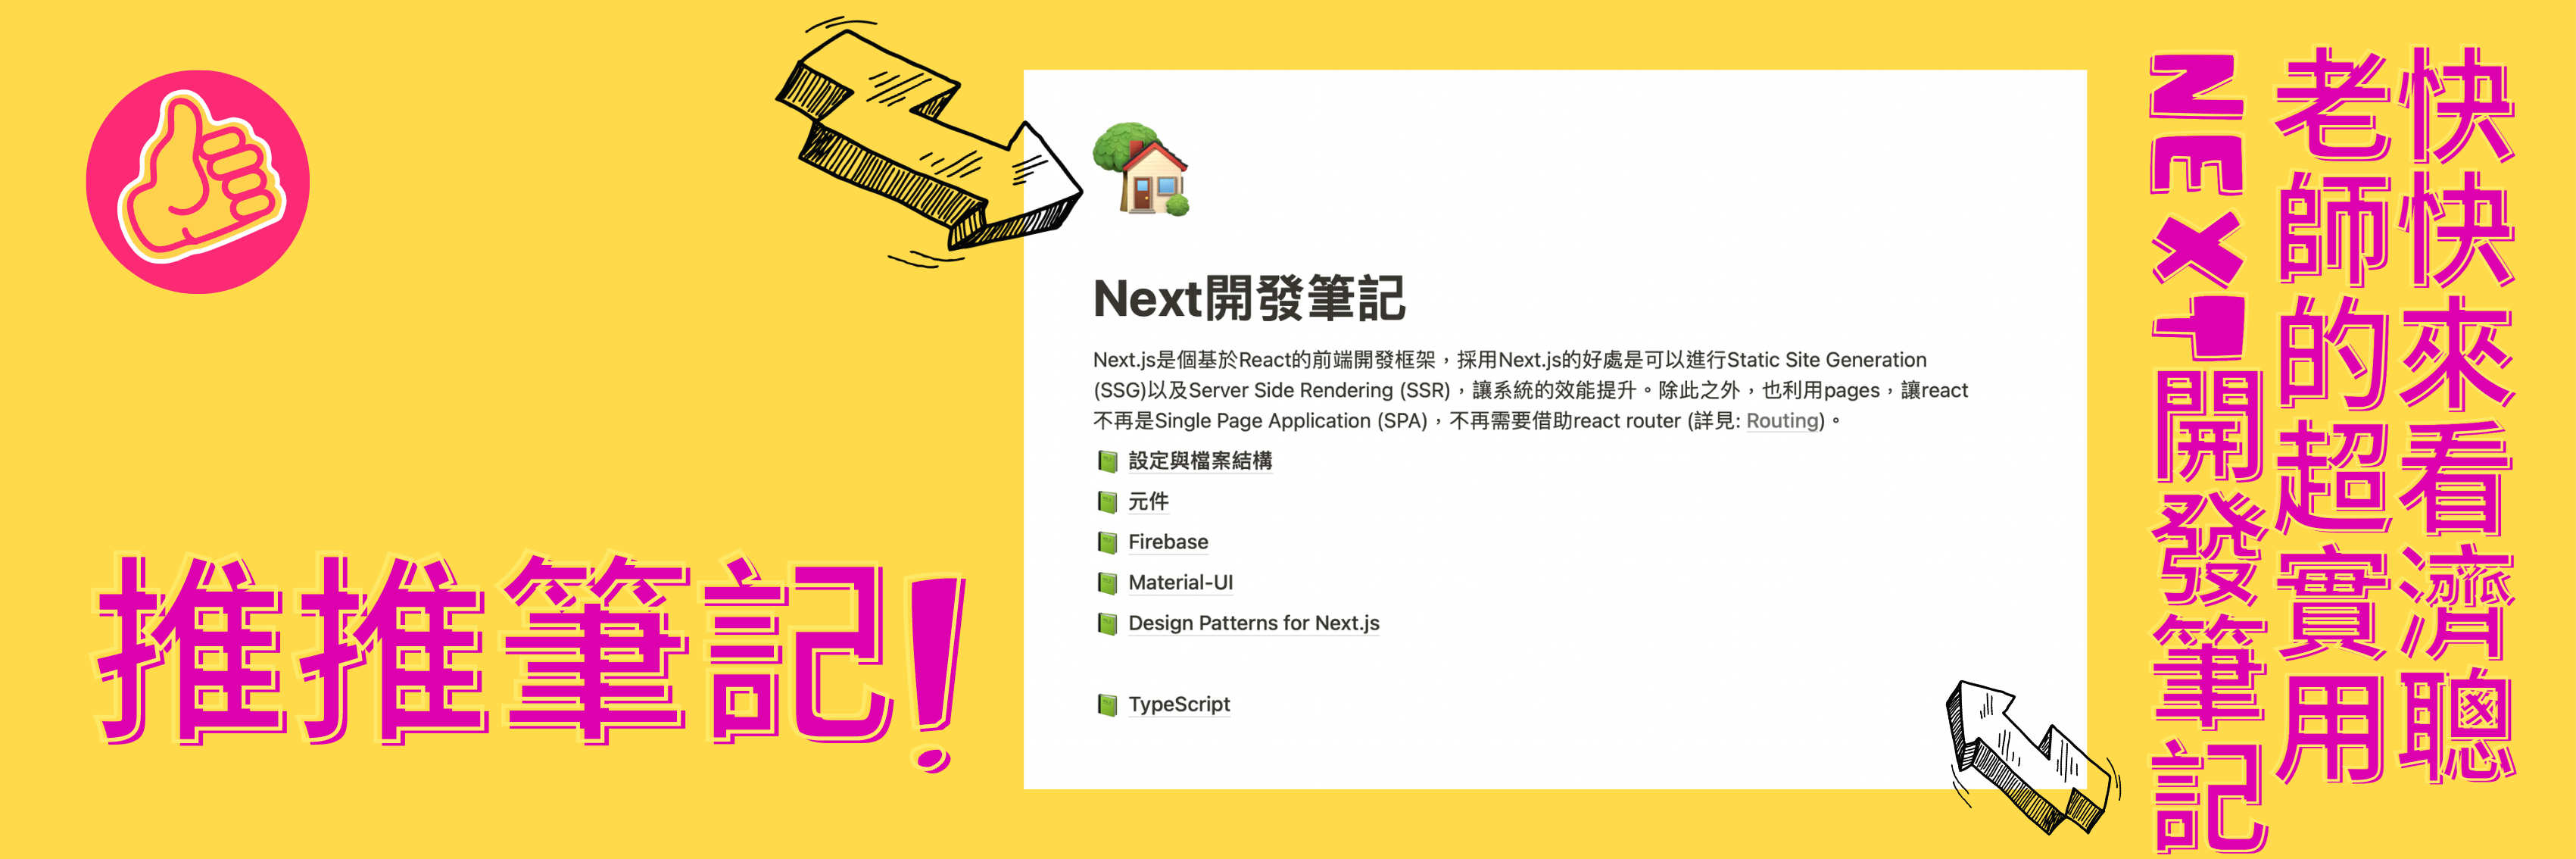 推推筆記!
Next開發筆記
Next.js是個基於React的前端開發框架，採用Next.js的好處是可以進行Static Site Generation
(SSG)以及Server Side Rendering (SSR)，讓系統的效能提升。除此之外，也利用pages，讓react
不再是Single Page Application (SPA)，不再需要借助react router (詳見: Routing)。
設定與檔案結構
元件
Firebase
Material-UI
Design Patterns for Next.js
TypeScript
快快來看濟聰
老師的超實用
NEXT開發筆記